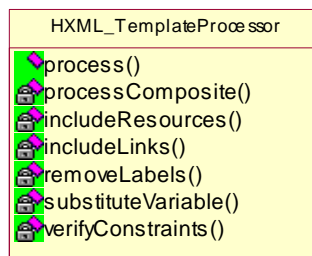 HXML_TemplateProcessor
process()
processComposite()
includeResources()
includeLinks()
removeLabels()
substituteVariable()
verifyConstraints()